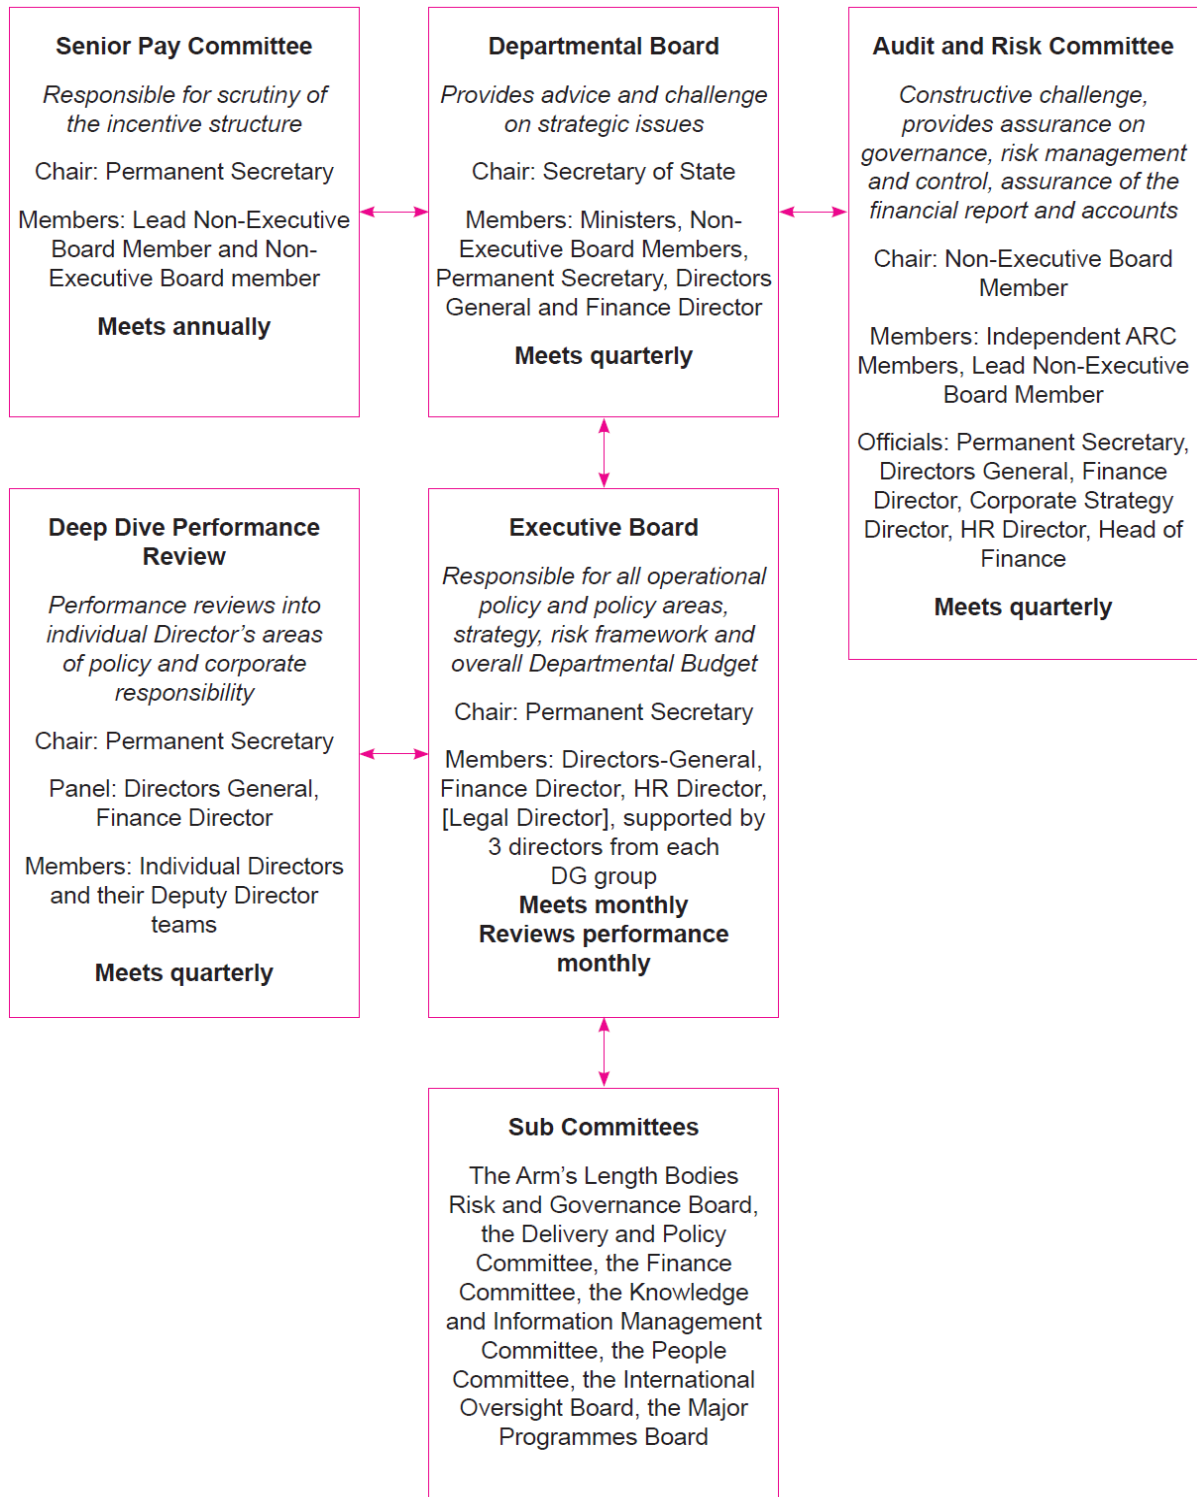 Senior Pay Committee
Responsible for scrutiny of
the incentive structure
Chair: Permanent Secretary
Members: Lead Non-Executive
Board Member and Non-
Executive Board member
Meets annually
Departmental Board
Provides advice and challenge
on strategic issues
Chair: Secretary of State
Members: Ministers, Non-
Executive Board Members,
Permanent Secretary, Directors
General and Finance Director
Meets quarterly
Audit and Risk Committee
Constructive challenge,
provides assurance on
governance, risk management
and control, assurance of the
financial report and accounts
Chair: Non-Executive Board
Member
Members: Independent ARC
Members, Lead Non-Executive
Board Member
Officials: Permanent Secretary,
Directors General, Finance
Director, Corporate Strategy
Director, HR Director, Head of
Finance
Meets quarterly
Deep Dive Performance
Review
Performance reviews into
individual Director’s areas
of policy and corporate
responsibility
Chair: Permanent Secretary
Panel: Directors General,
Finance Director
Members: Individual Directors
and their Deputy Director
teams
Meets quarterly
Executive Board
Responsible for all operational
policy and policy areas,
strategy, risk framework and
overall Departmental Budget
Chair: Permanent Secretary
Members: Directors-General,
Finance Director, HR Director,
[Legal Director], supported by
3 directors from each
DG group
Meets monthly
Reviews performance
monthly
Sub Committees
The Arm’s Length Bodies
Risk and Governance Board,
the Delivery and Policy
Committee, the Finance
Committee, the Knowledge
and Information Management
Committee, the People
Committee, the International
Oversight Board, the Major
Programmes Board